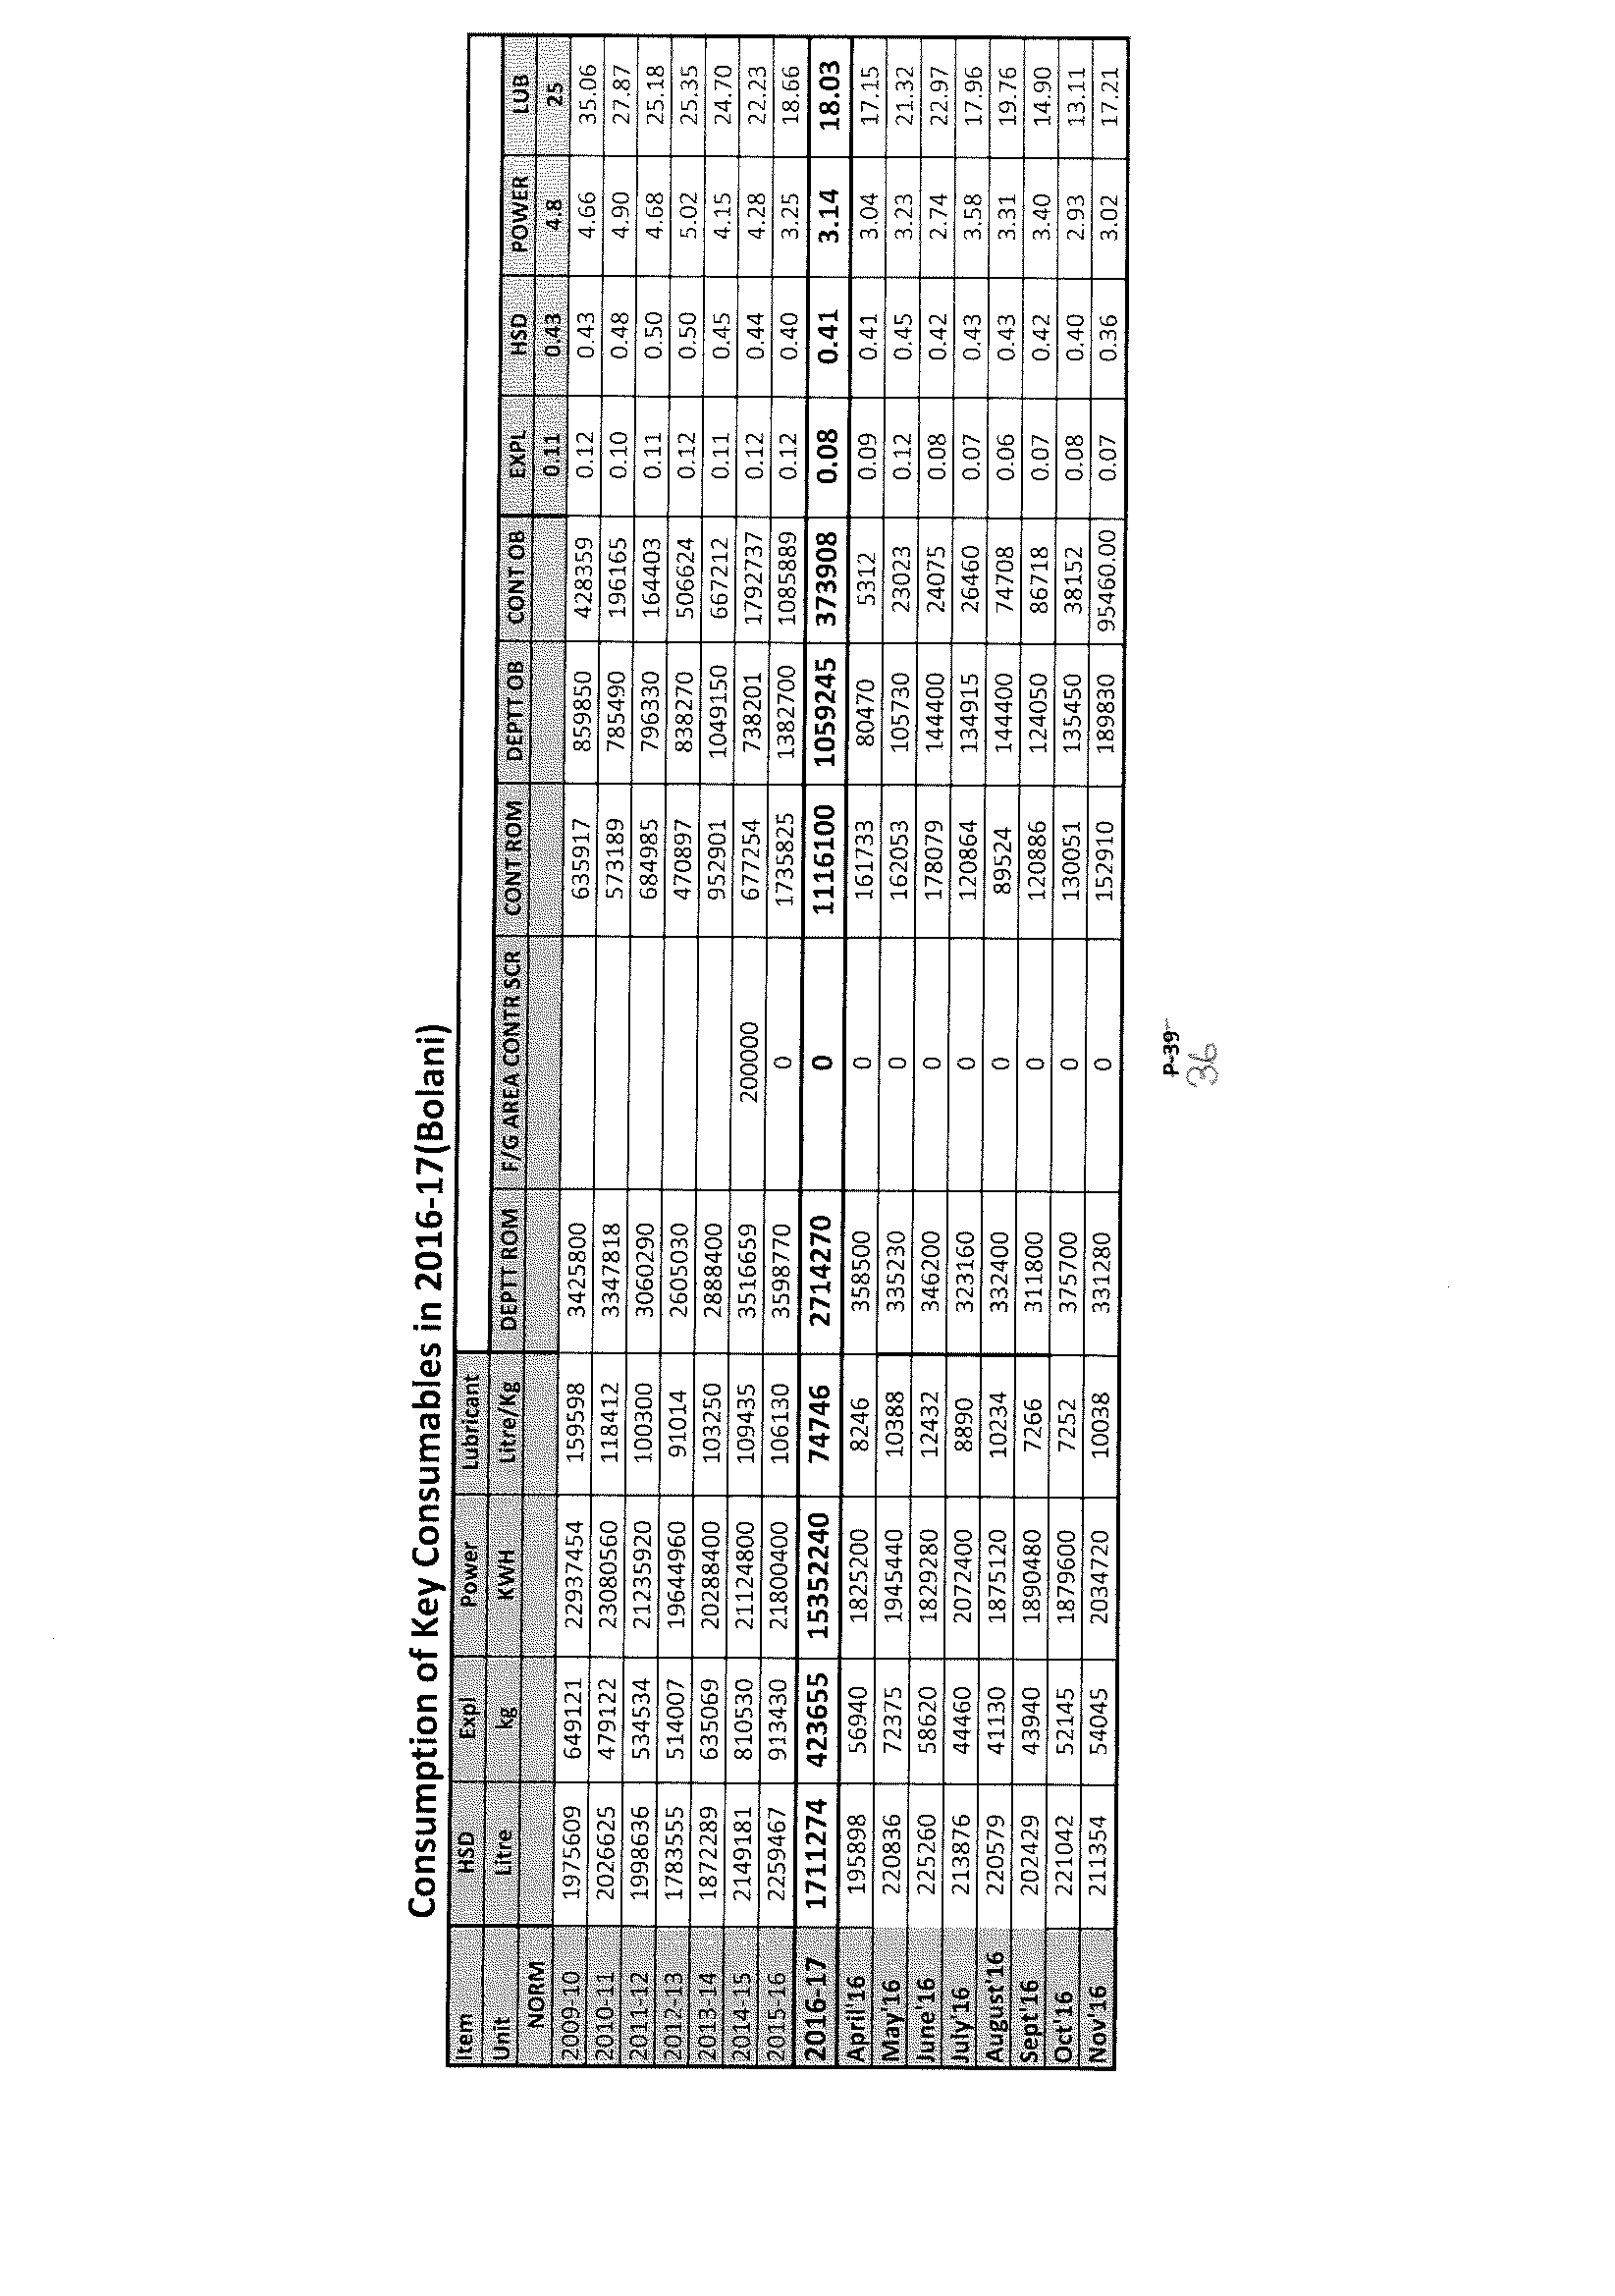 Consumption of Key Consumables in 2016-17(Bolani)
Item HSD Expl Power Lubricant
Unit Litre kg KWH Litre/Kg DEPTT ROM F/G AREA CONTR SCR CONT ROM DEPTT OB CONT OB EXPL HSD POWER LUB
NORM 0.11 0.43 4.8 25
2009-10 1975609 649121 22937454 159598 3425800 635917 859850 428359 0.12 0.43 4.66 35.06
2010-11 2026625 479122 23080560 118412 3347818 573189 785490 196165 0.10 0.48 4.90 27.87
2011-12 1998636 534534 21235920 100300 3060290 684985 796330 164403 0.11 0.50 4.68 25.18
2012-13 1783555 514007 19644960 91014 2605030 470897 838270 506624 0.12 0.50 5.02 25.35
2013-14 1872289 635069 20288400 103250 2888400 952901 1049150 667212 0.11 0.45 4.15 24.70
2014-15 2149181 810530 21124800 109435 3516659 200000 677254 738201 1792737 0.12 0.44 4.28 22.23
2015-16 2259467 913430 21800400 106130 3598770 0 1735825 1382700 1085889 0.12 0.40 3.25 18.66
2016-17 1711274 423655 15352240 74746 2714270 0 1116100 1059245 373908 0.08 0.41 3.14 18.03
April'16 195898 56940 1825200 8246 358500 0 161733 80470 5312 0.09 0.41 3.04 17.15
May'16 220836 72375 1945440 10388 335230 0 162053 105730 23023 0.12 0.45 3.23 21.32
June'16 225260 58620 1829280 12432 346200 0 178079 144400 24075 0.08 0.42 2.74 22.97
July'16 213876 44460 2072400 8890 323160 0 120864 134915 26460 0.07 0.43 3.58 17.96
August'16 220579 41130 1875120 10234 332400 0 89524 144400 74708 0.06 0.43 3.31 19.76
Sept'16 202429 43940 1890480 7266 311800 0 120886 124050 86718 0.07 0.42 3.40 14.90
Oct'16 221042 52145 1879600 7252 375700 0 130051 135450 38152 0.08 0.40 2.93 13.11
Nov'16 211354 54045 2034720 10038 331280 0 152910 189830 95460.00 0.07 0.36 3.02 17.21
P-39
36